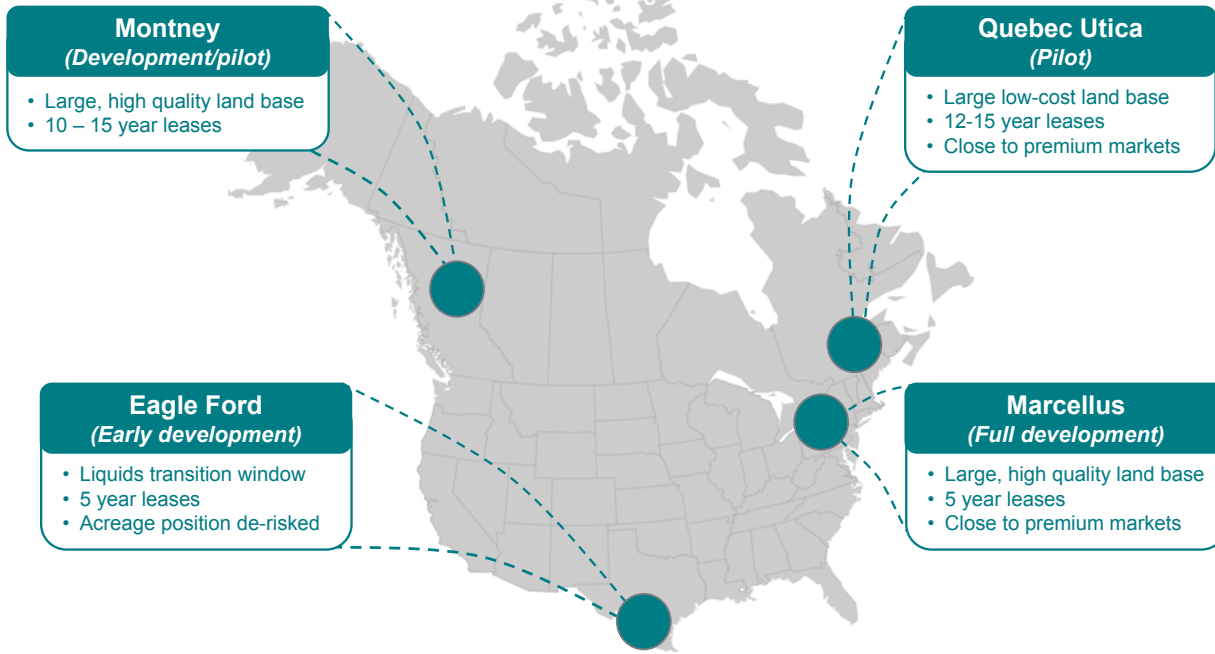 Montney
(Development/pilot)
• Large, high quality land base
• 10 – 15 year leases
Quebec Utica
(Pilot)
• Large low-cost land base
• 12-15 year leases
• Close to premium markets
Eagle Ford
(Early development)
• Liquids transition window
• 5 year leases
• Acreage position de-risked
Marcellus
(Full development)
• Large, high quality land base
• 5 year leases
• Close to premium markets